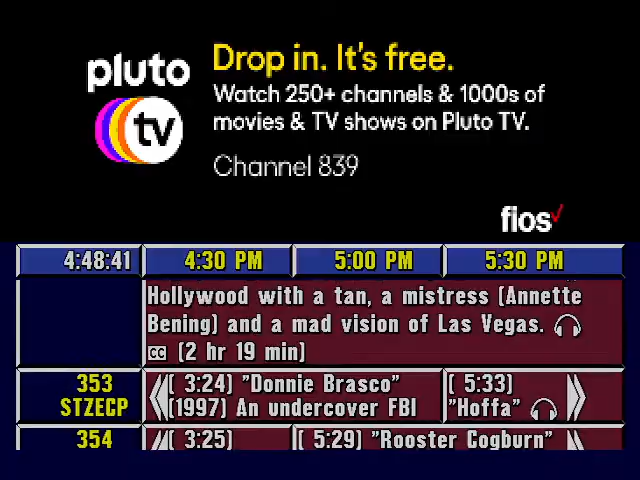 pluto
tv
Drop in. It's free.
Watch 250+ channels & 1000s of
movies & TV shows on Pluto TV.
Channel 839
fios
4:48:41 4:30 PM 5:00 PM 5:30 PM
Hollywood with a tan, a mistress (Annette
Bening) and a mad vision of Las Vegas.
CC (2 hr 19 min)
353 ( 3:24) "Donnie Brasco" ( 5:33)
STZECP (1997) An undercover FBI "Hoffa"
354 ( 3:25) ( 5:29) "Rooster Cogburn"